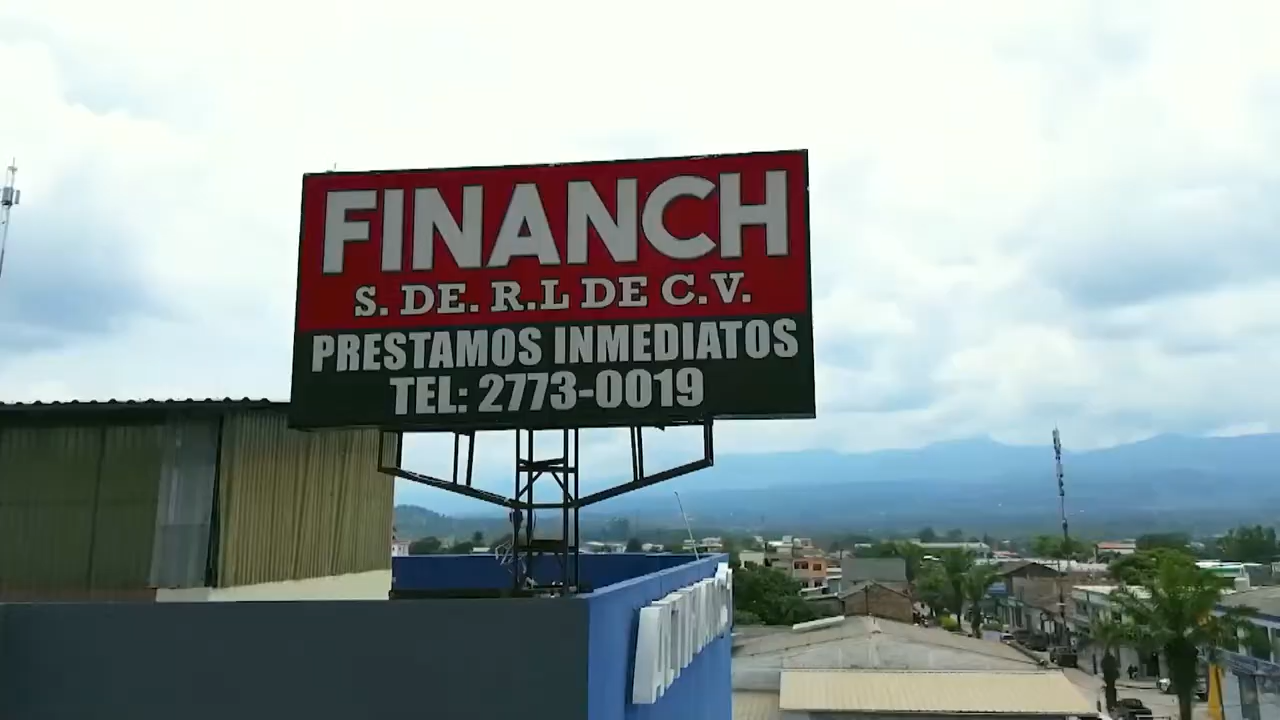 FINANCH
S. DE. R.L DE C.V.
PRESTAMOS INMEDIATOS
TEL: 2773-0019